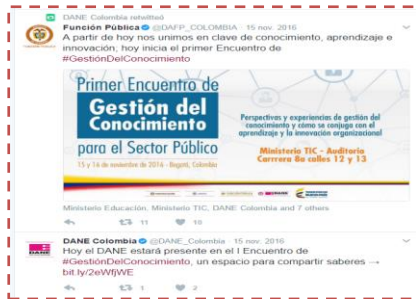 DANE Colombia retwitteó
Función Pública @DAFP_COLOMBIA · 15 nov. 2016
A partir de hoy nos unimos en clave de conocimiento, aprendizaje e
innovación; hoy inicia el primer Encuentro de
#GestiónDelConocimiento
Primer Encuentro de
Gestión del
Conocimiento
para el Sector Público
15 y 16 de noviembre de 2016 - Bogotá, Colombia
Perspectivas y experiencias de gestión del
conocimiento y cómo se conjuga con el
aprendizaje y la innovación organizacional
Ministerio TIC - Auditorio
Carrrera 8a calles 12 y 13
Ministerio Educación, Ministerio TIC, DANE Colombia and 7 others
11 10
DANE Colombia @DANE_Colombia · 15 nov. 2016
Hoy el DANE estará presente en el I Encuentro de
#GestiónDelConocimiento, un espacio para compartir saberes →
bit.ly/2eWfjWE
1 2